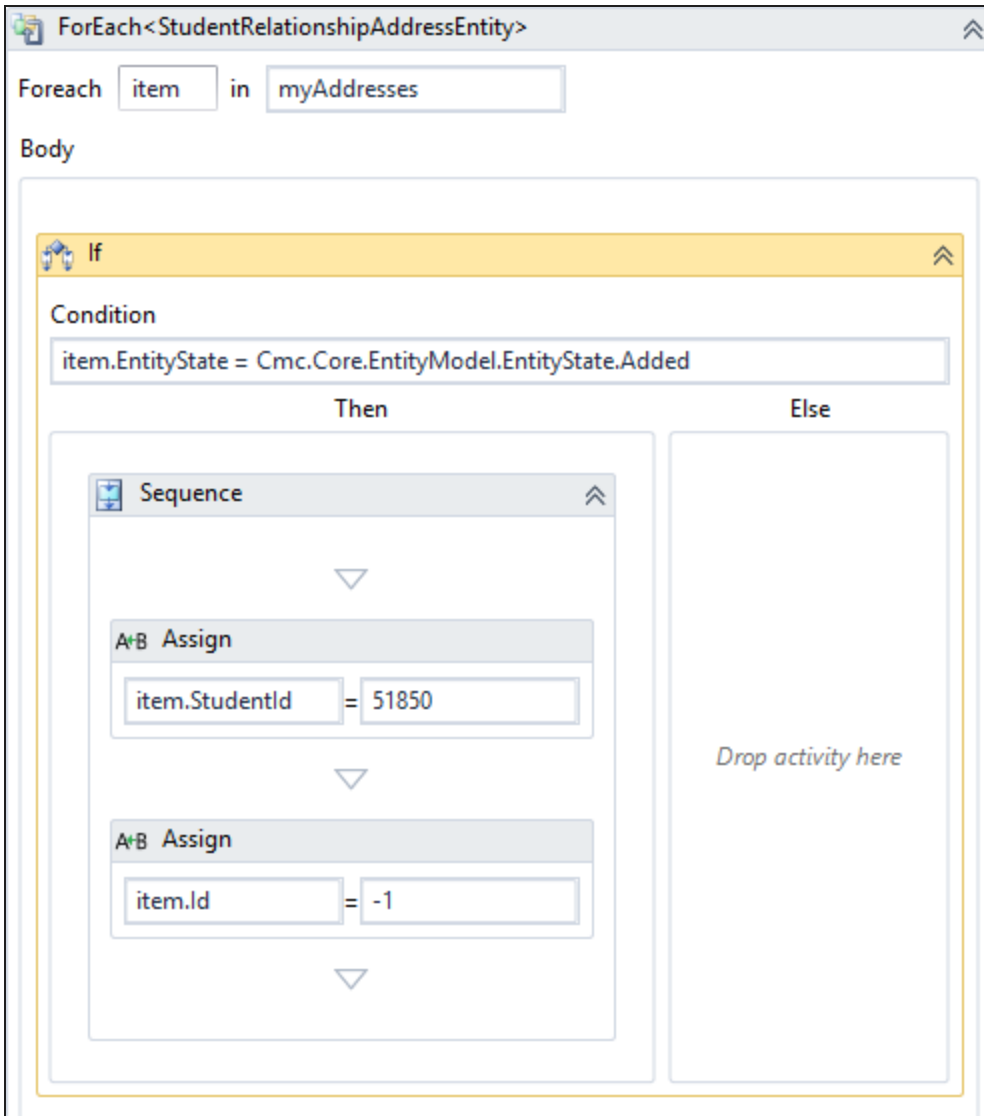 ForEach<StudentRelationshipAddressEntity>
Foreach item in myAddresses
Body
If
Condition
item.EntityState = Cmc.Core.EntityModel.EntityState.Added
Then Else
Sequence
A+B Assign
item.StudentId = 51850
Drop activity here
A+B Assign
item.Id = -1